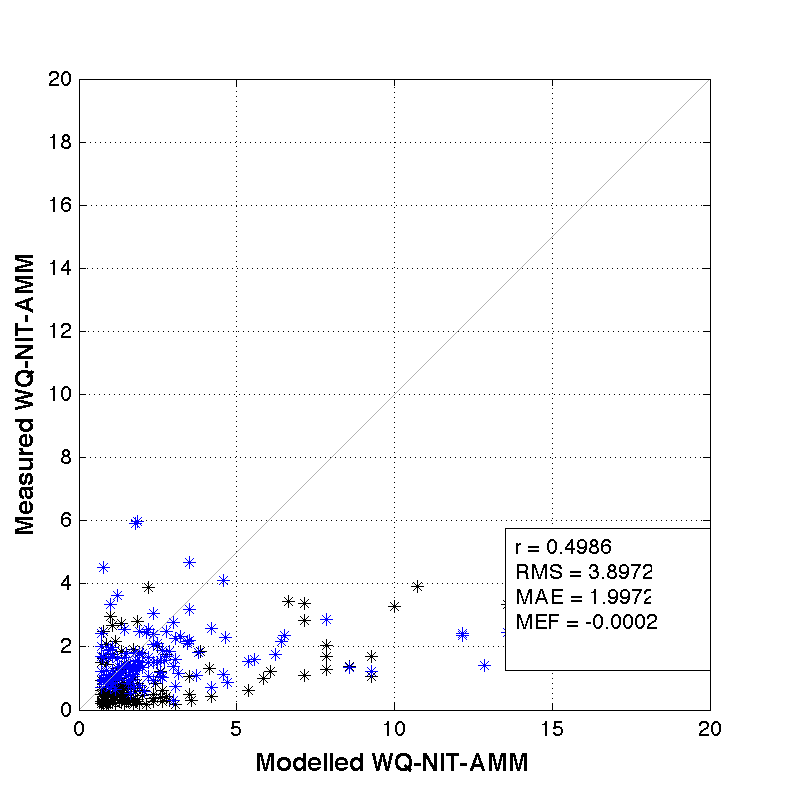 20
18
16
14
12
10
8
6
4
2
0
0 5 10 15 20
Measured WQ-NIT-AMM
Modelled WQ-NIT-AMM
r = 0.4986
RMS = 3.8972
MAE = 1.9972
MEF = -0.0002